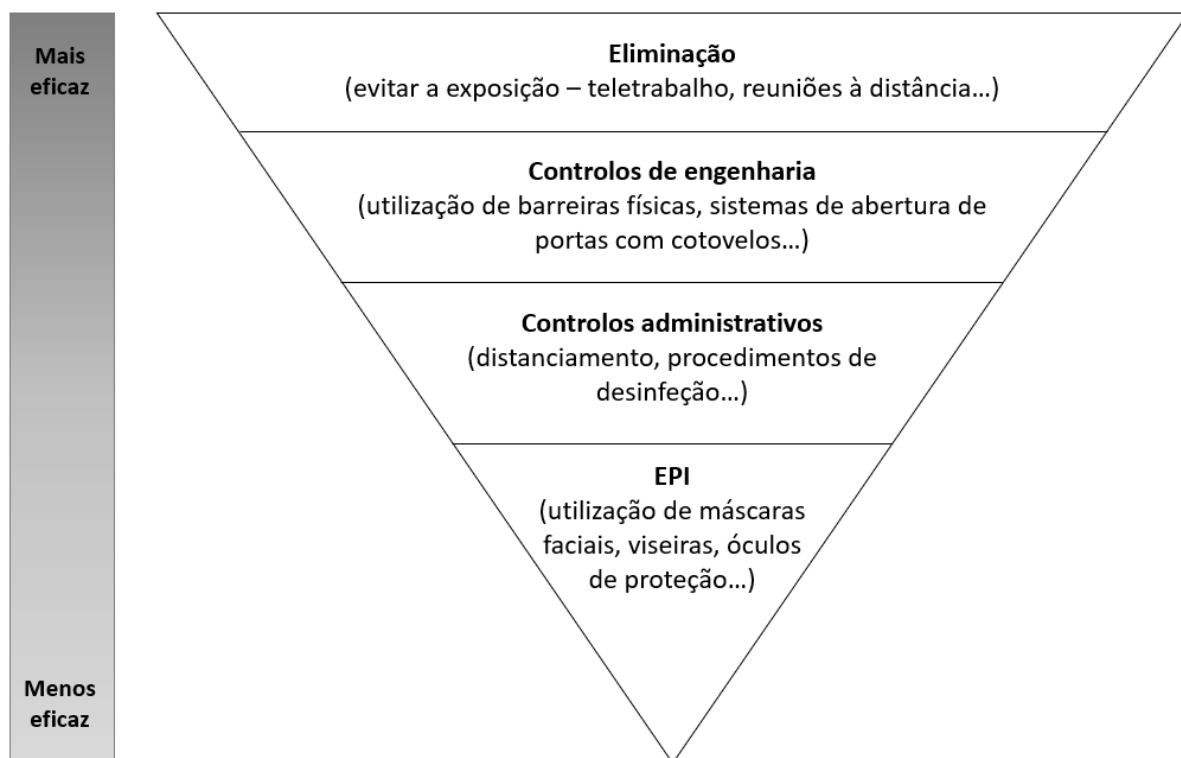 Mais
eficaz
Eliminação
(evitar a exposição – teletrabalho, reuniões à distância…)
Controlos de engenharia
(utilização de barreiras físicas, sistemas de abertura de
portas com cotovelos…)
Controlos administrativos
(distanciamento, procedimentos de
desinfeção…)
EPI
(utilização de máscaras
faciais, viseiras, óculos
de proteção…)
Menos
eficaz